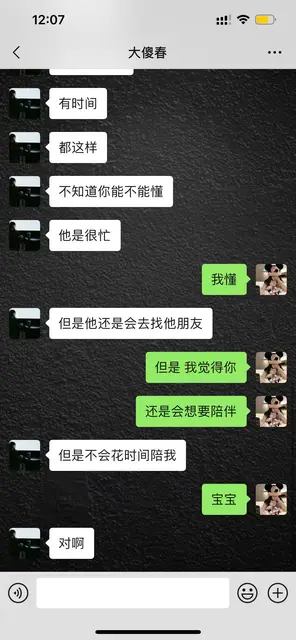 12:07
大傻春
有时间
都这样
不知道你能不能懂
他是很忙
我懂
但是他还是会去找他朋友
但是 我觉得你
还是会想要陪伴
但是不会花时间陪我
宝宝
对啊